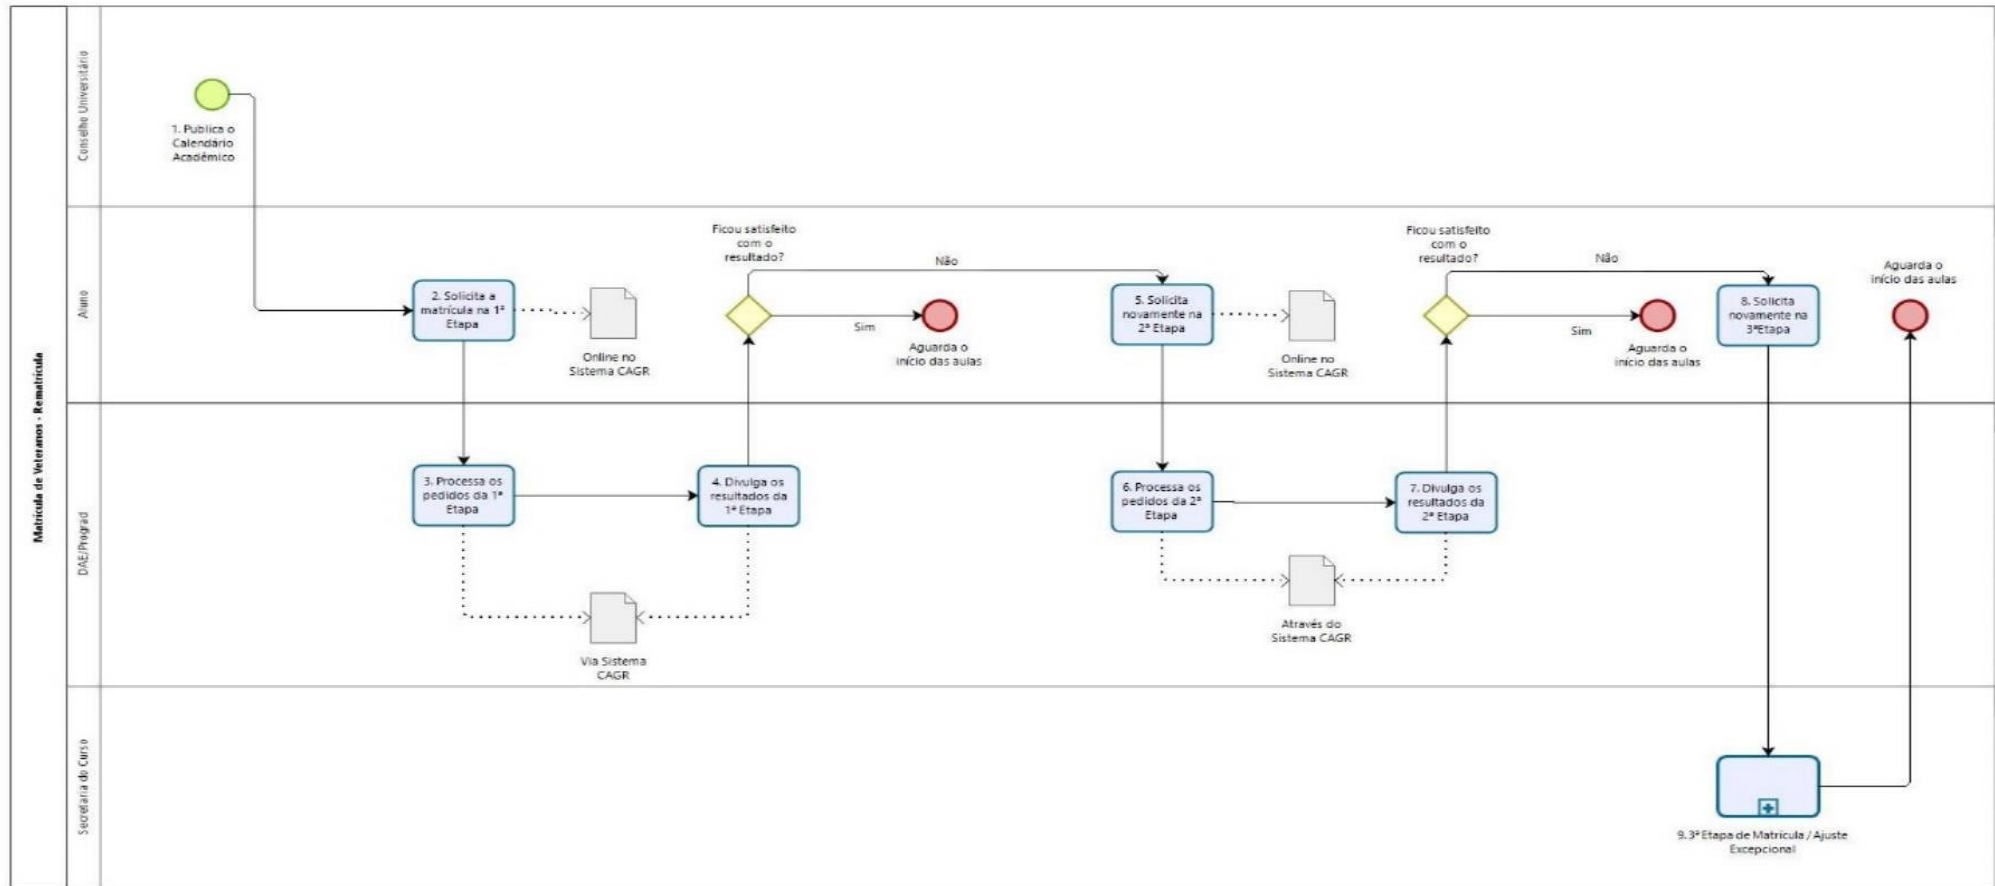 Matrícula de Veteranos - Rematrícula
Conselho Universitário
1. Publica o
Calendário
Acadêmico
Aluno
2. Solicita a
matrícula na 1ª
Etapa
Online no
Sistema CAGR
Ficou satisfeito
com o
resultado?
Não
Sim
Aguarda o
início das aulas
5. Solicita
novamente na
2ª Etapa
Online no
Sistema CAGR
Ficou satisfeito
com o
resultado?
Não
Sim
Aguarda o
início das aulas
8. Solicita
novamente na
3ªEtapa
Aguarda o
início das aulas
DAE/Prograd
3. Processa os
pedidos da 1ª
Etapa
4. Divulga os
resultados da
1ª Etapa
Via Sistema
CAGR
6. Processa os
pedidos da 2ª
Etapa
7. Divulga os
resultados da
2ª Etapa
Através do
Sistema CAGR
Secretaria do Curso
9.3ª Etapa de Matrícula / Ajuste
Excepcional